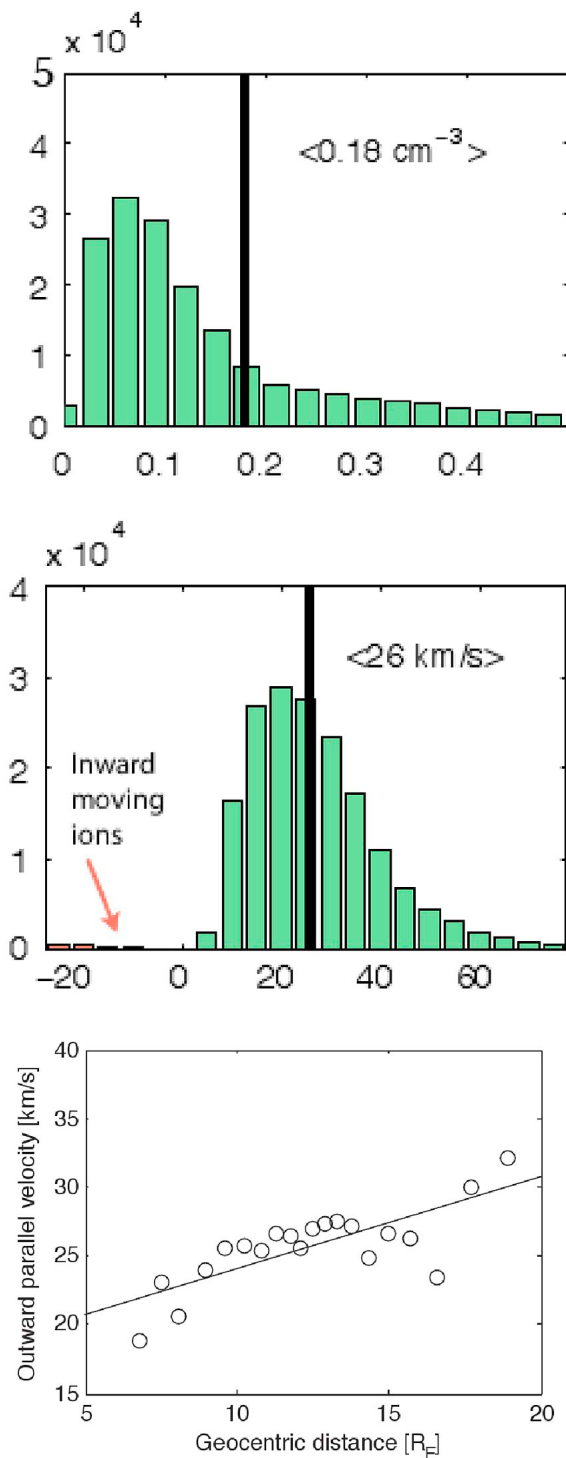 x 10^4
5
4
3
2
1
0
<0.18 cm^-3>
0 0.1 0.2 0.3 0.4
x 10^4
4
3
2
1
0
<26 km/s>
Inward
moving
ions
-20 0 20 40 60
40
35
30
25
20
15
Outward parallel velocity [km/s]
5 10 15 20
Geocentric distance [R_E]